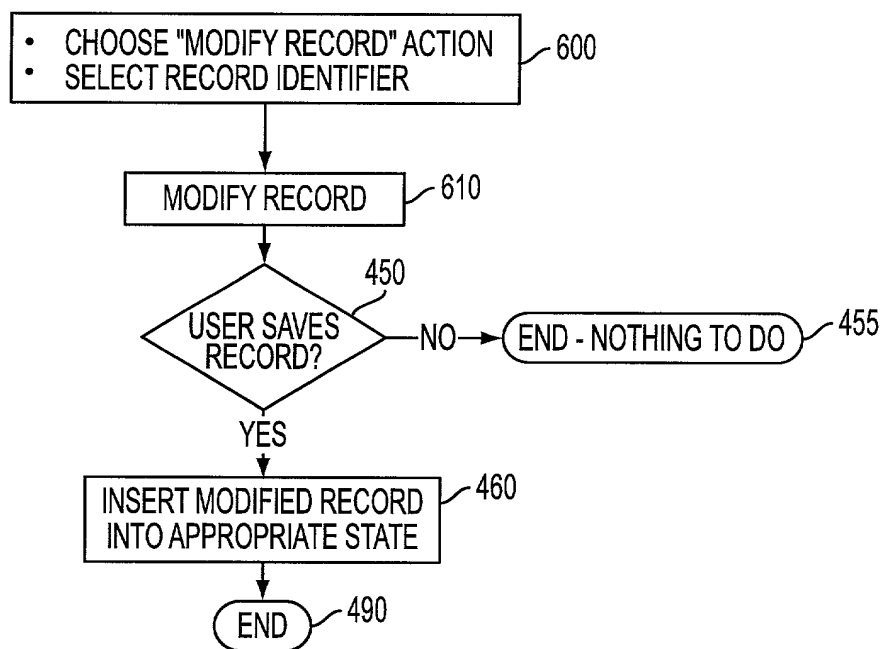 • CHOOSE "MODIFY RECORD" ACTION
• SELECT RECORD IDENTIFIER
600
MODIFY RECORD
610
450
USER SAVES
RECORD?
NO
END - NOTHING TO DO
455
YES
INSERT MODIFIED RECORD
INTO APPROPRIATE STATE
460
END
490